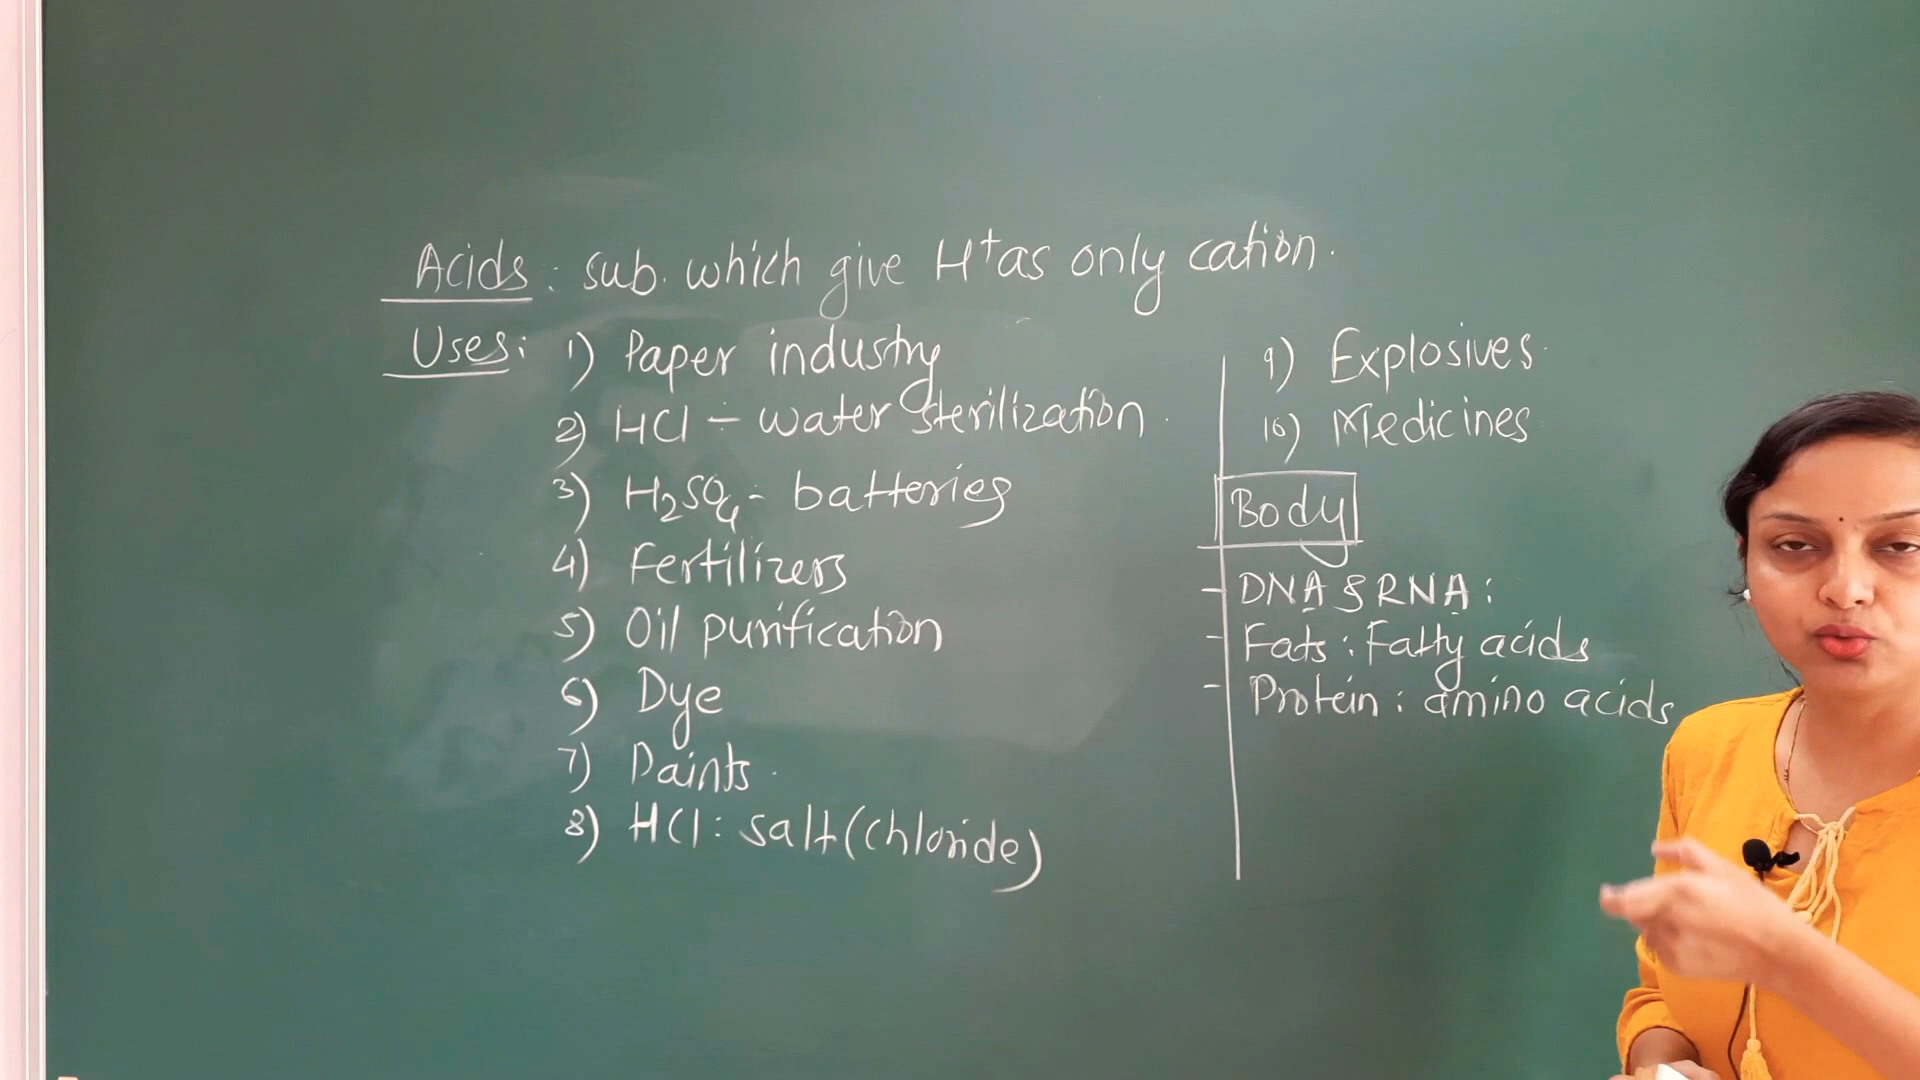 Acids: sub. which give H⁺ as only cation.
Uses: 1) Paper industry
2) HCl - water sterilization.
3) H₂SO₄ - batteries
4) Fertilizers
5) Oil purification
6) Dye
7) Paints.
8) HCl: salt (chloride)
9) Explosives.
10) Medicines
Body
- DNA & RNA:
- Fats: Fatty acids
- Protein: amino acids